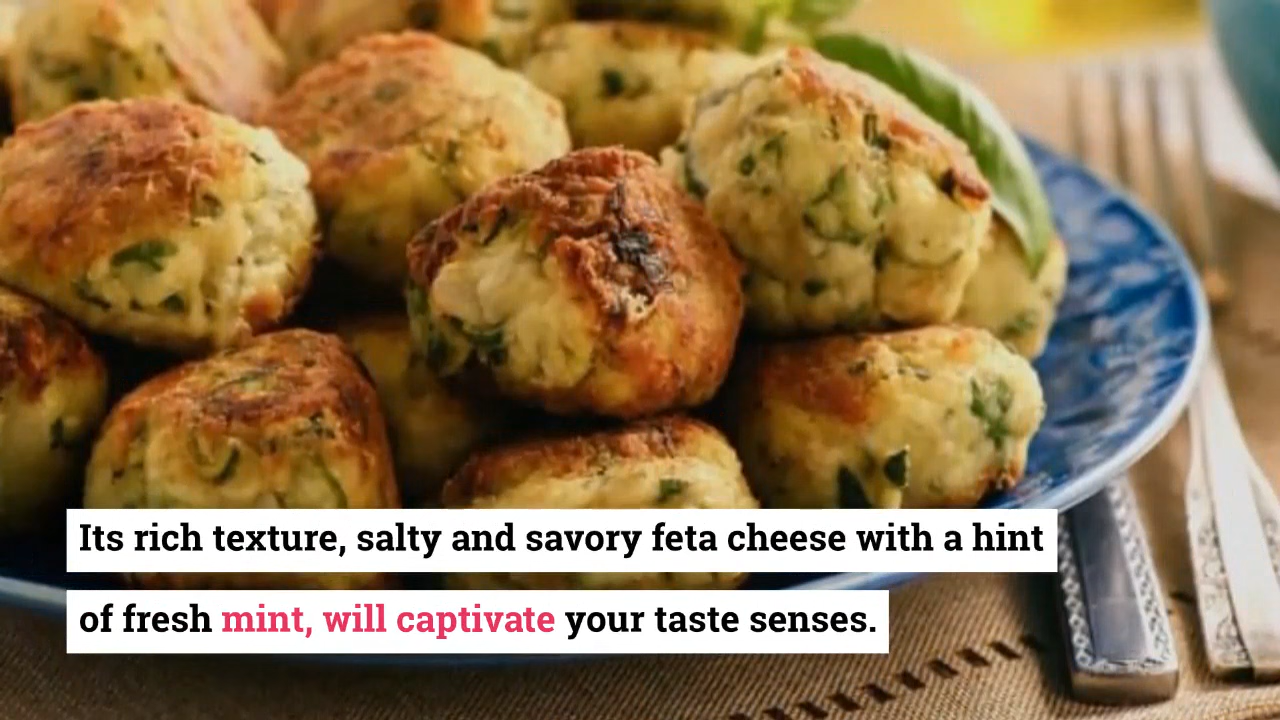 Its rich texture, salty and savory feta cheese with a hint
of fresh mint, will captivate your taste senses.